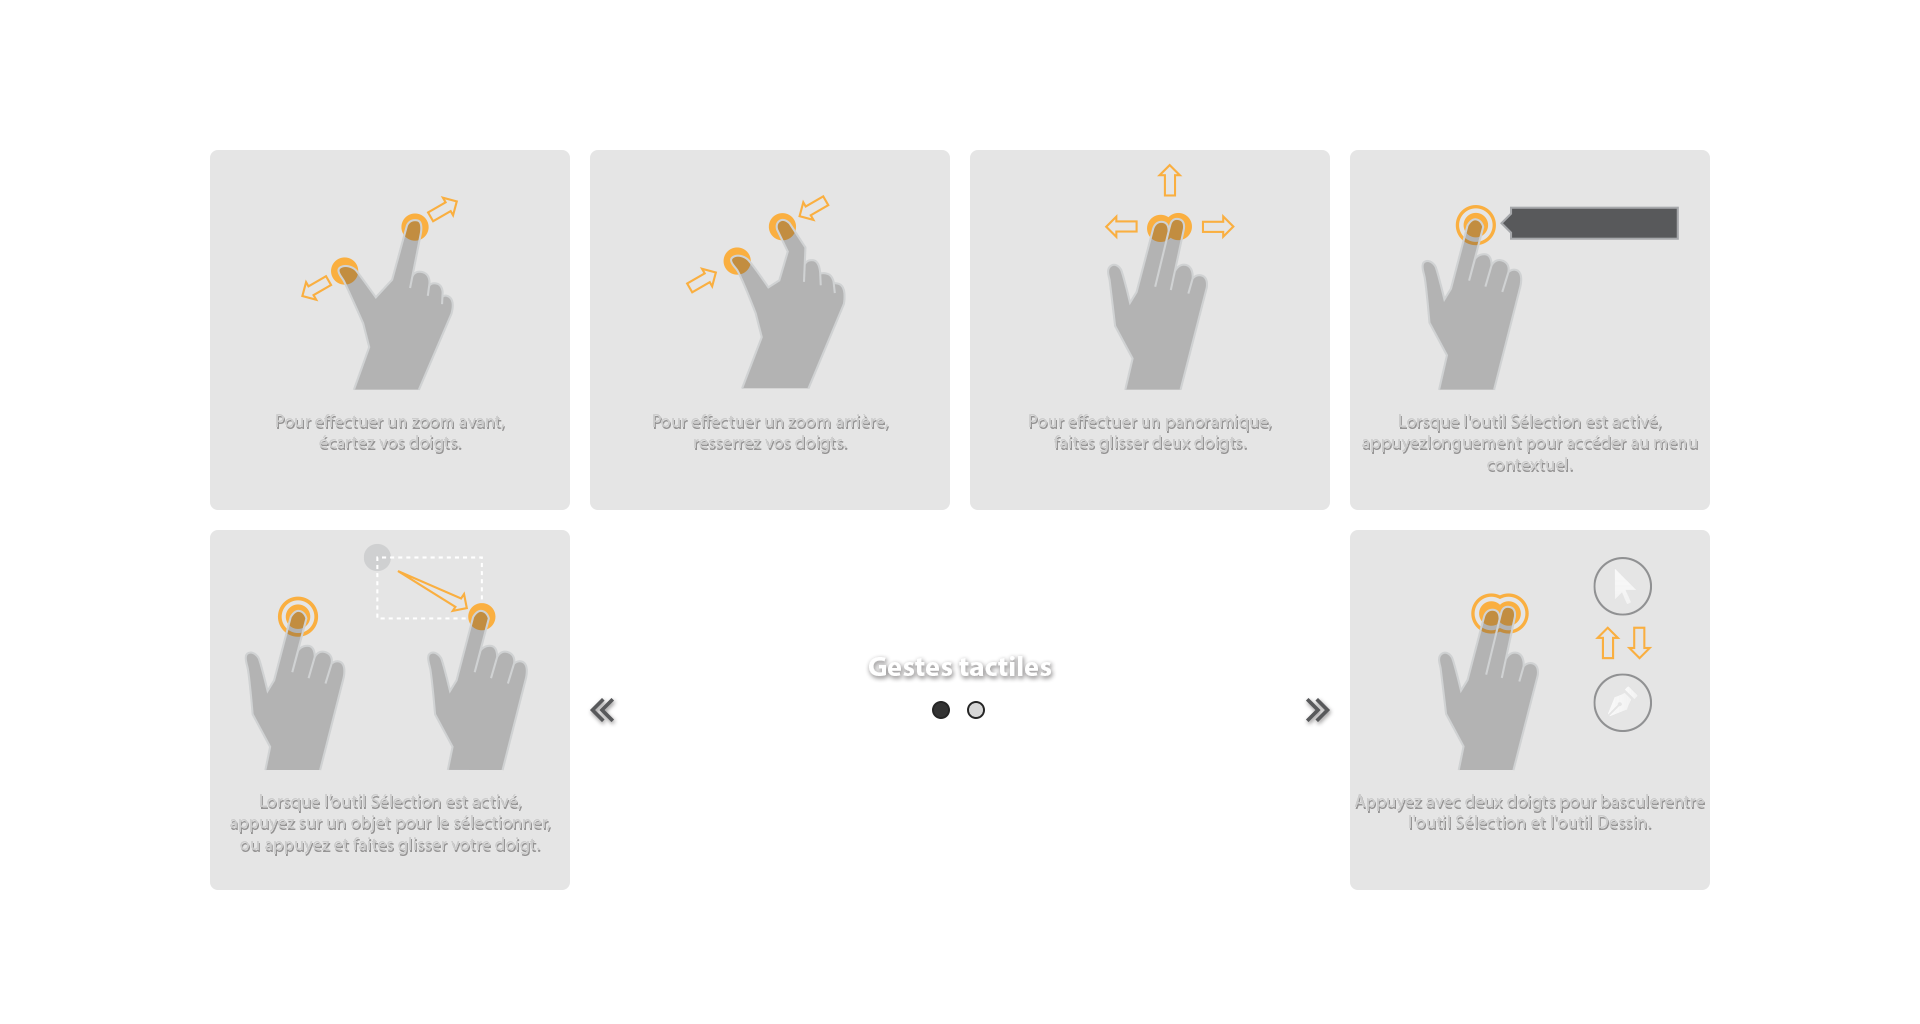 Pour effectuer un zoom avant,
écartez vos doigts.
Pour effectuer un zoom arrière,
resserrez vos doigts.
Pour effectuer un panoramique,
faites glisser deux doigts.
Lorsque l'outil Sélection est activé,
appuyezlonguement pour accéder au menu
contextuel.
Lorsque l'outil Sélection est activé,
appuyez sur un objet pour le sélectionner,
ou appuyez et faites glisser votre doigt.
Gestes tactiles
Appuyez avec deux doigts pour basculerentre
l'outil Sélection et l'outil Dessin.